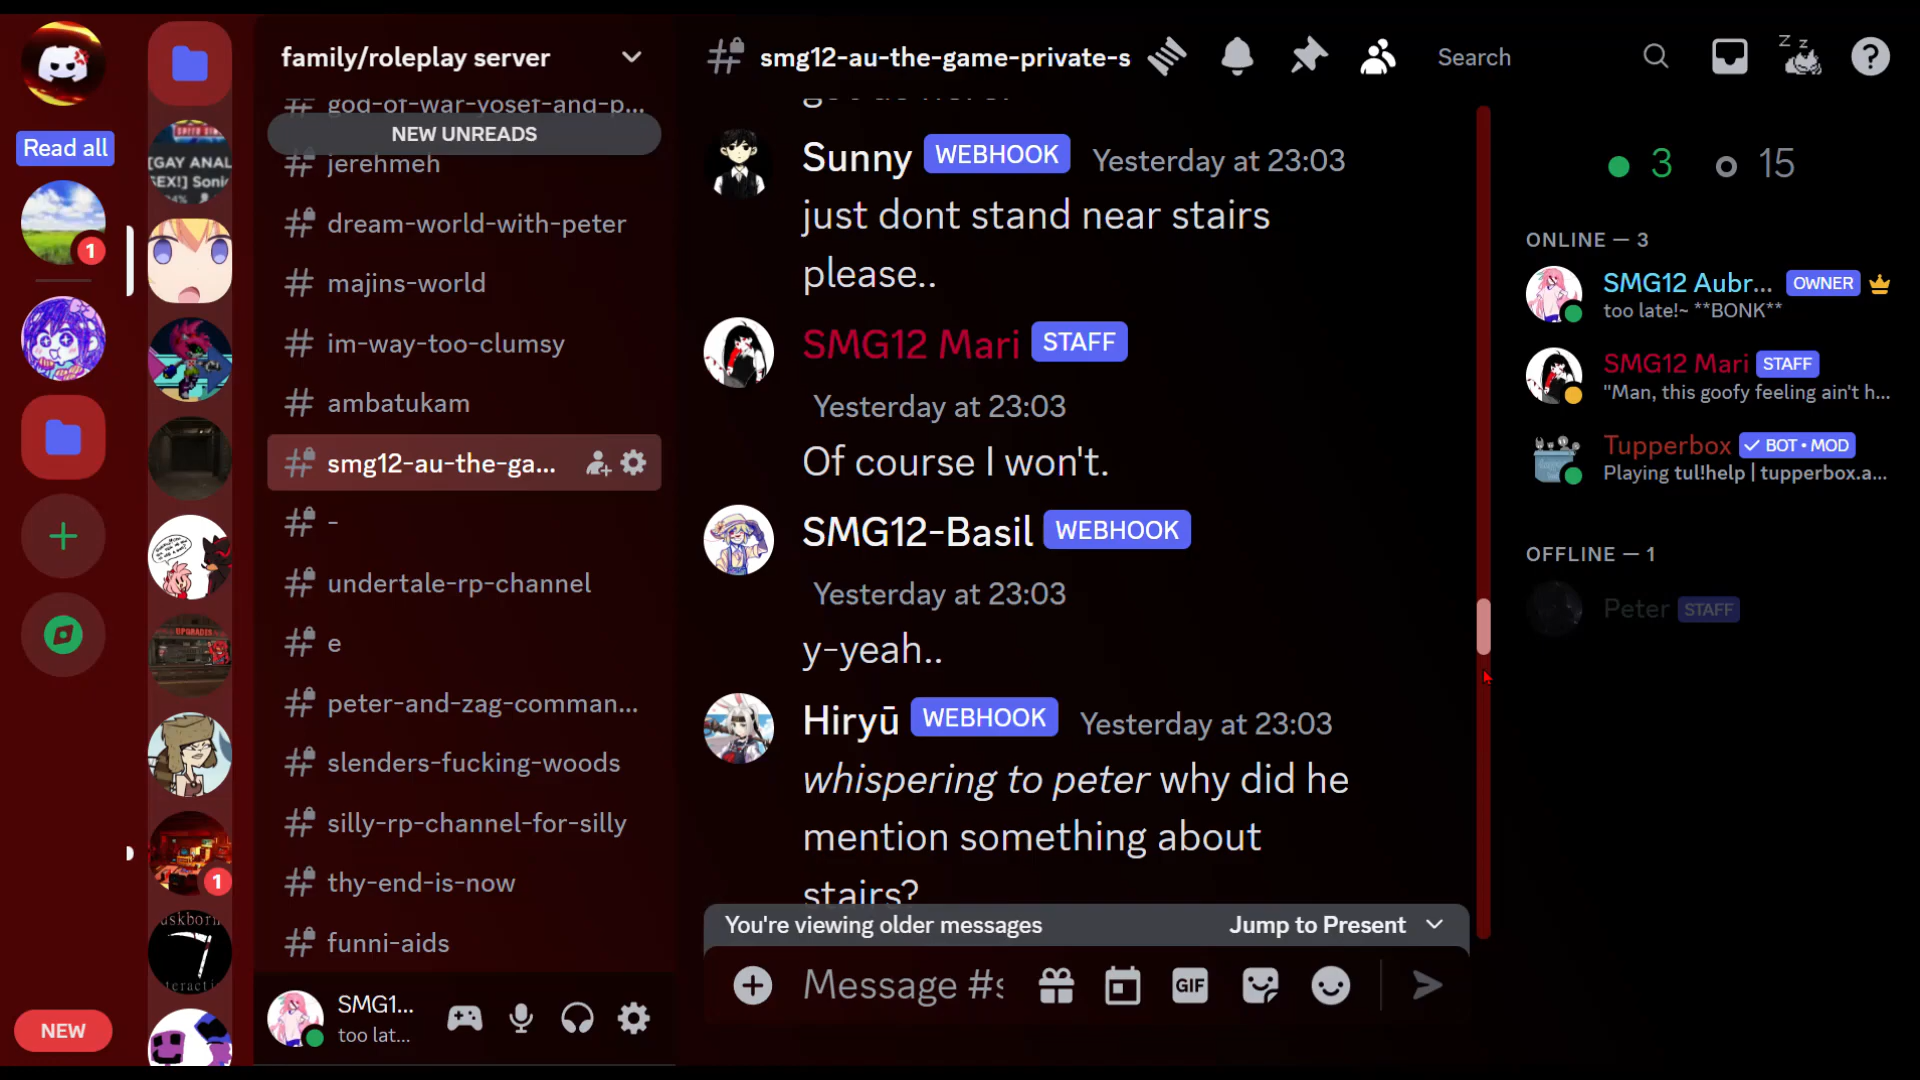 family/roleplay server
smg12-au-the-game-private-s
Search
Read all
[GAY ANAL
god-of-war-yosef-and-p...
NEW UNREADS
jerehmeh
dream-world-with-peter
majins-world
im-way-too-clumsy
ambatukam
smg12-au-the-ga...
-
undertale-rp-channel
e
peter-and-zag-comman...
slenders-fucking-woods
silly-rp-channel-for-silly
thy-end-is-now
funni-aids
UPGRADES
1
1
NEW
SMG1...
too lat...
Sunny WEBHOOK Yesterday at 23:03
just dont stand near stairs
please..
SMG12 Mari STAFF
Yesterday at 23:03
Of course I won't.
SMG12-Basil WEBHOOK
Yesterday at 23:03
y-yeah..
Hiryū WEBHOOK Yesterday at 23:03
whispering to peter why did he
mention something about
stairs?
You're viewing older messages Jump to Present
Message #s
GIF
3 15
ONLINE — 3
SMG12 Aubr... OWNER
too late!~ **BONK**
SMG12 Mari STAFF
"Man, this goofy feeling ain't h...
Tupperbox ✓ BOT • MOD
Playing tul!help | tupperbox.a...
OFFLINE — 1
Peter STAFF